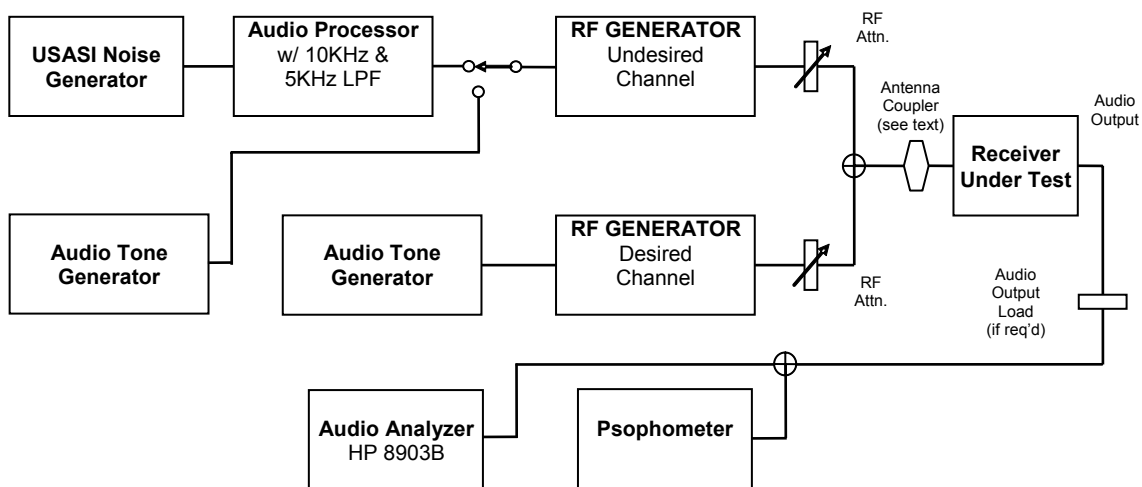 USASI Noise
Generator
Audio Processor
w/ 10KHz &
5KHz LPF
RF GENERATOR
Undesired
Channel
RF
Attn.
Antenna
Coupler
(see text)
Audio
Output
Receiver
Under Test
Audio Tone
Generator
Audio Tone
Generator
RF GENERATOR
Desired
Channel
RF
Attn.
Audio
Output
Load
(if req'd)
Audio Analyzer
HP 8903B
Psophometer